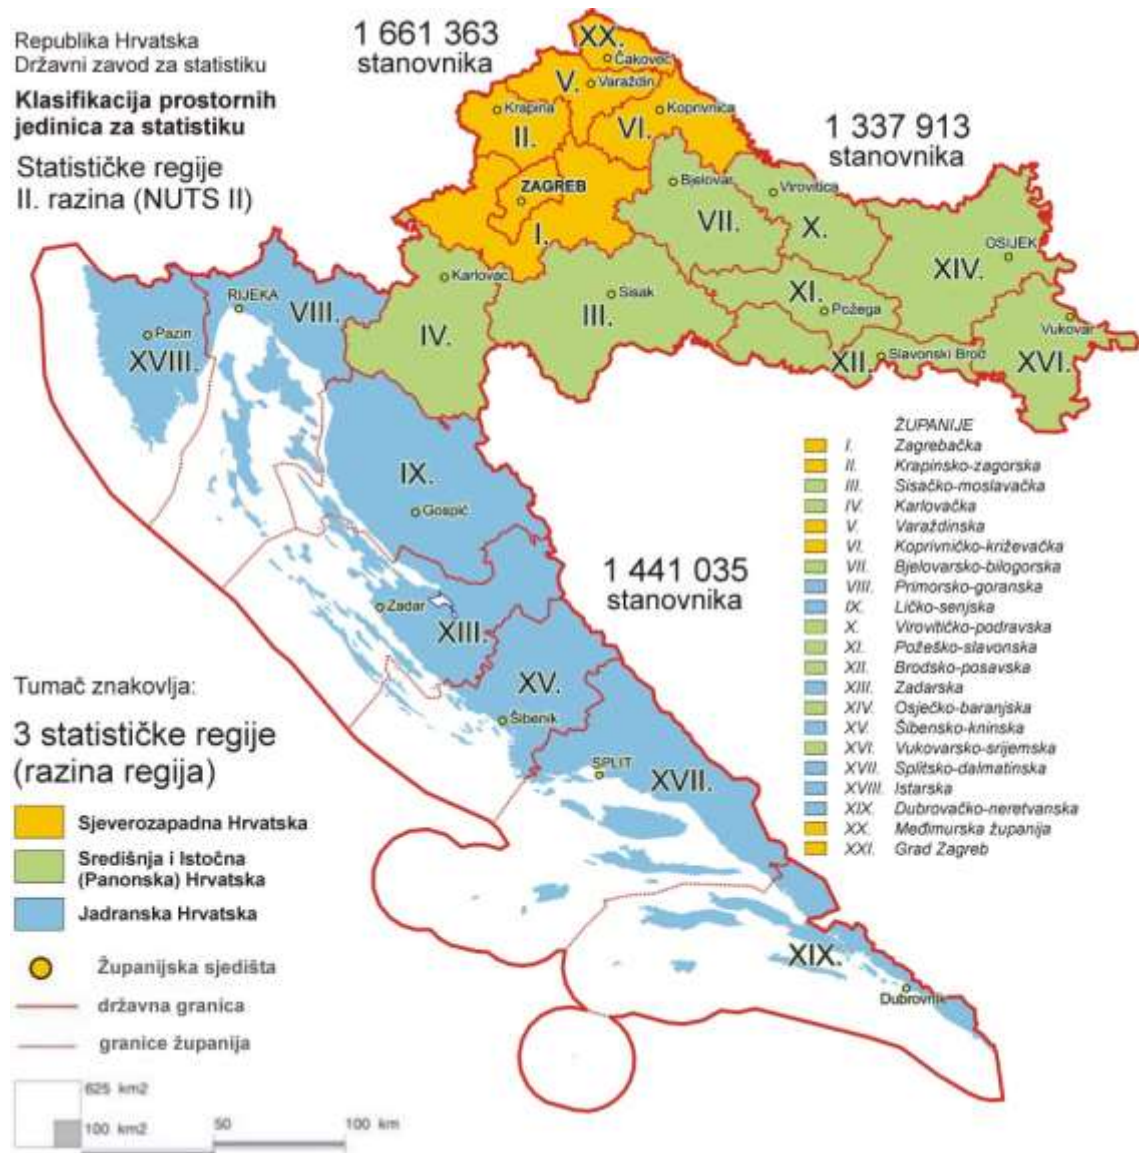 Republika Hrvatska
Državni zavod za statistiku
Klasifikacija prostornih
jedinica za statistiku
Statističke regije
II. razina (NUTS II)
1 661 363
stanovnika
1 337 913
stanovnika
1 441 035
stanovnika
XX.
Čakovec
V.
Varaždin
Krapina
II.
Koprivnica
VI.
ZAGREB
I.
Bjelovar
VII.
Virovitica
X.
OSIJEK
XIV.
Karlovac
IV.
Sisak
III.
XI.
Požega
XII.
Slavonski Brod
Vukovar
XVI.
RIJEKA
VIII.
Pazin
XVIII.
IX.
Gospić
Zadar
XIII.
XV.
Šibenik
SPLIT
XVII.
XIX.
Dubrovnik
ŽUPANIJE
I. Zagrebačka
II. Krapinsko-zagorska
III. Sisačko-moslavačka
IV. Karlovačka
V. Varaždinska
VI. Koprivničko-križevačka
VII. Bjelovarsko-bilogorska
VIII. Primorsko-goranska
IX. Ličko-senjska
X. Virovitičko-podravska
XI. Požeško-slavonska
XII. Brodsko-posavska
XIII. Zadarska
XIV. Osječko-baranjska
XV. Šibensko-kninska
XVI. Vukovarsko-srijemska
XVII. Splitsko-dalmatinska
XVIII. Istarska
XIX. Dubrovačko-neretvanska
XX. Međimurska županija
XXI. Grad Zagreb
Tumač znakovlja:
3 statističke regije
(razina regija)
Sjeverozapadna Hrvatska
Središnja i Istočna
(Panonska) Hrvatska
Jadranska Hrvatska
Županijska sjedišta
državna granica
granice županija
625 km2
100 km2
50
100 km